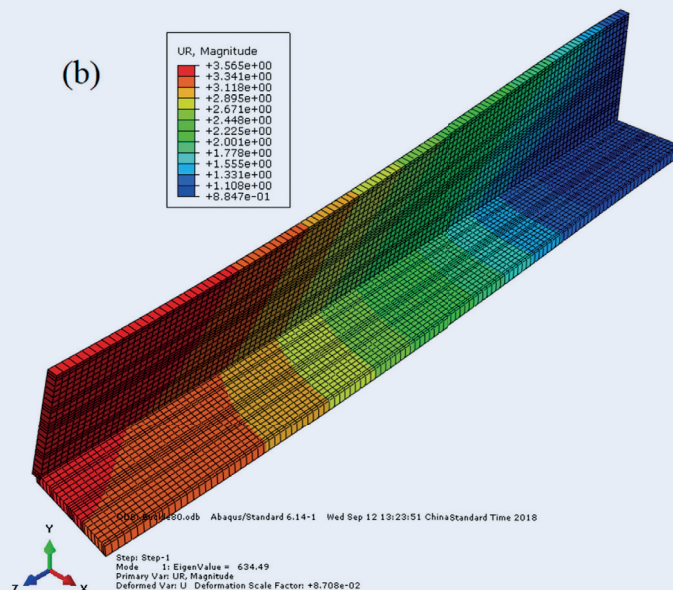 (b)
UR, Magnitude
+3.565e+00
+3.341e+00
+3.118e+00
+2.895e+00
+2.671e+00
+2.448e+00
+2.225e+00
+2.001e+00
+1.778e+00
+1.555e+00
+1.331e+00
+1.108e+00
+8.847e-01
Abaqus/Standard 6.14-1 Wed Sep 12 13:23:51 ChinaStandard Time 2018
Y
Z
X
Step: Step-1
Mode 1: EigenValue = 634.49
Primary Var: UR, Magnitude
Deformed Var: U Deformation Scale Factor: +8.708e-02